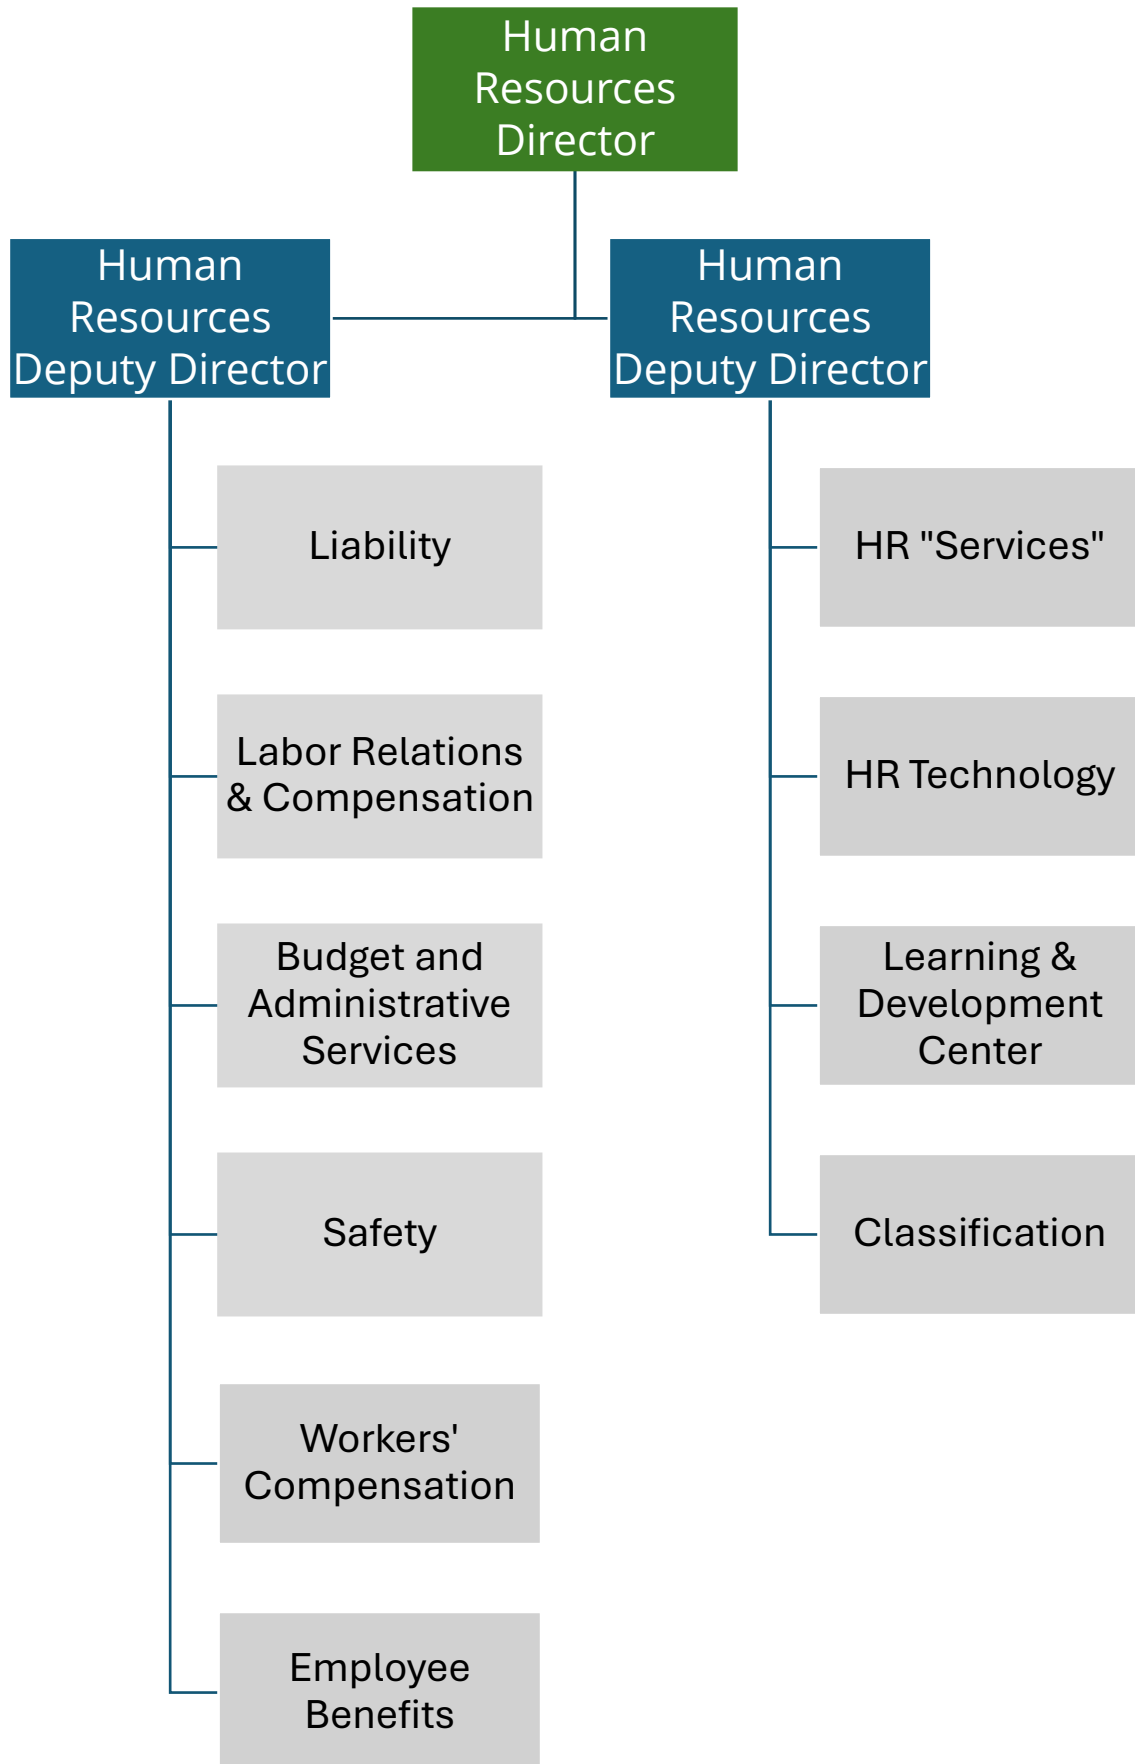 Human
Resources
Director
Human
Resources
Deputy Director
Human
Resources
Deputy Director
Liability
Labor Relations
& Compensation
Budget and
Administrative
Services
Safety
Workers'
Compensation
Employee
Benefits
HR "Services"
HR Technology
Learning &
Development
Center
Classification